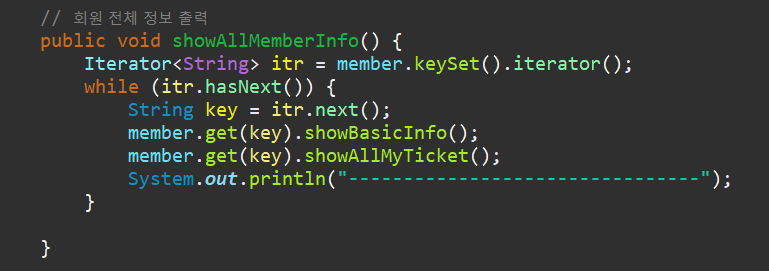 // 회원 전체 정보 출력
public void showAllMemberInfo() {
    Iterator<String> itr = member.keySet().iterator();
    while (itr.hasNext()) {
        String key = itr.next();
        member.get(key).showBasicInfo();
        member.get(key).showAllMyTicket();
        System.out.println("--------------------------------");
    }
}